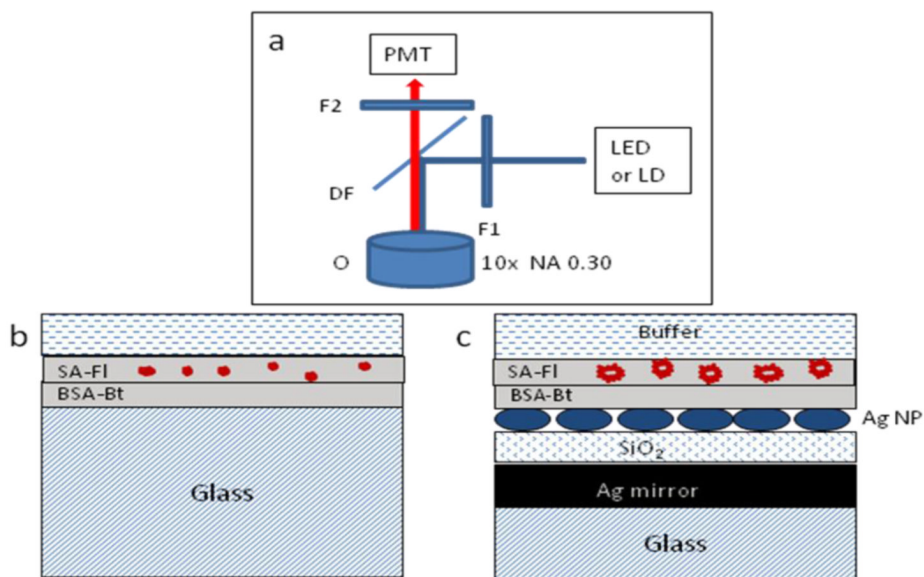 a
PMT
F2
LED
or LD
DF
F1
O
10x NA 0.30
b
SA-Fl
BSA-Bt
Glass
c
Buffer
SA-Fl
BSA-Bt
Ag NP
SiO₂
Ag mirror
Glass